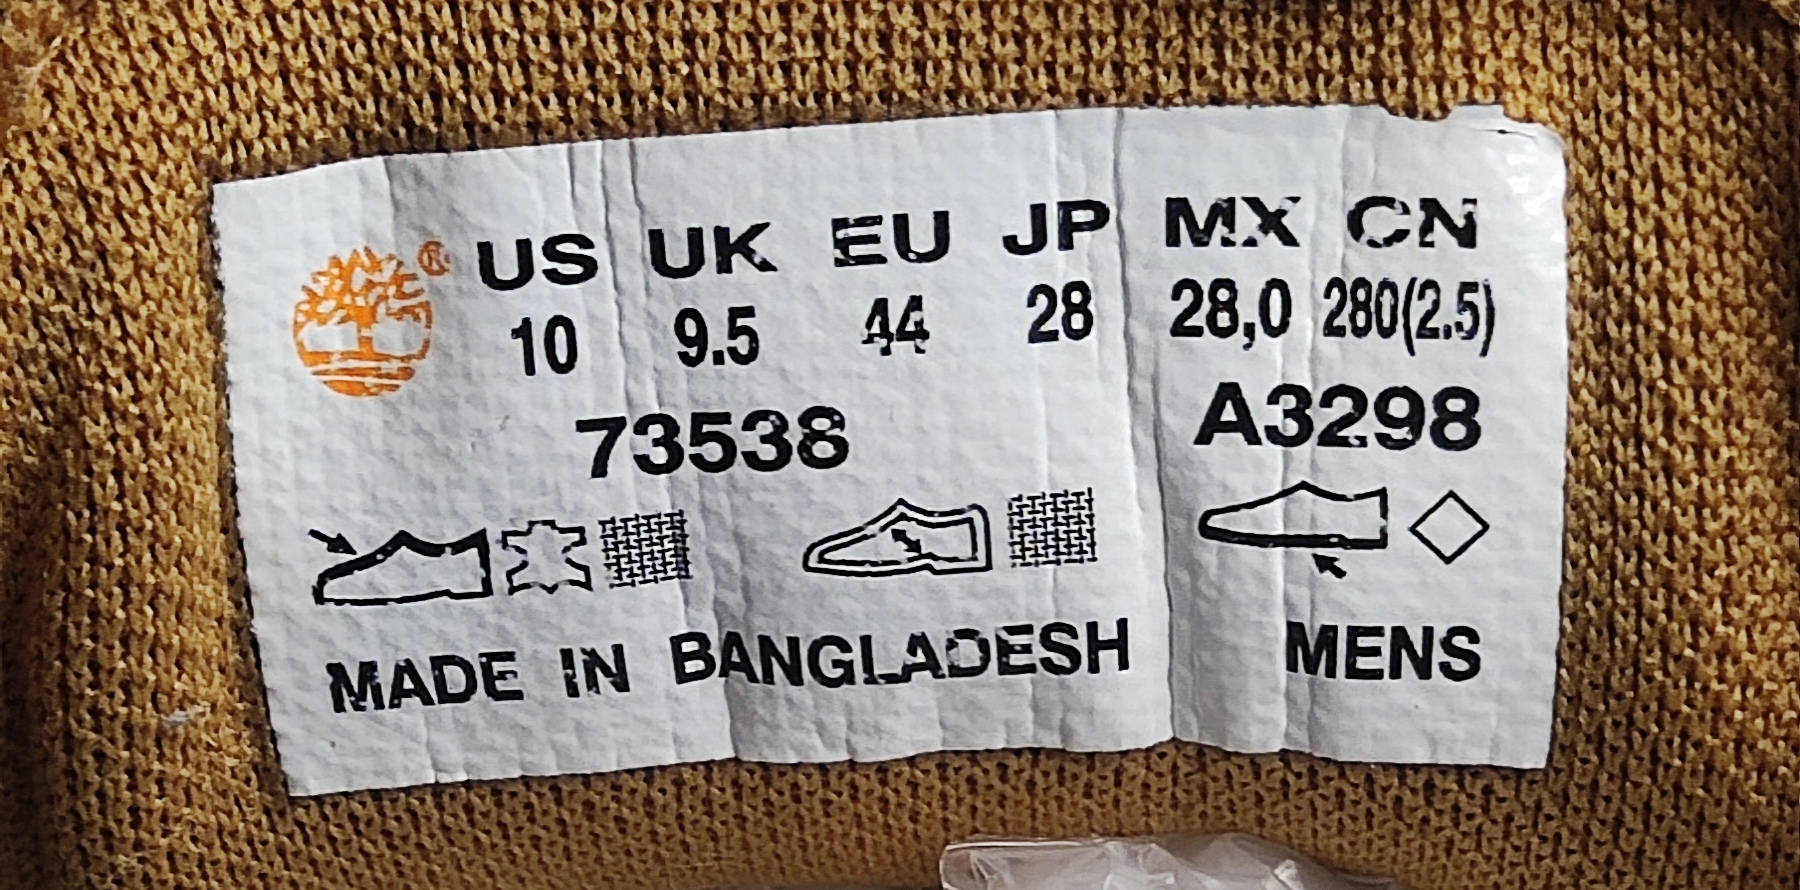 ® US UK EU JP MX CN
10 9.5 44 28 28,0 280(2.5)
73538 A3298
MADE IN BANGLADESH MENS